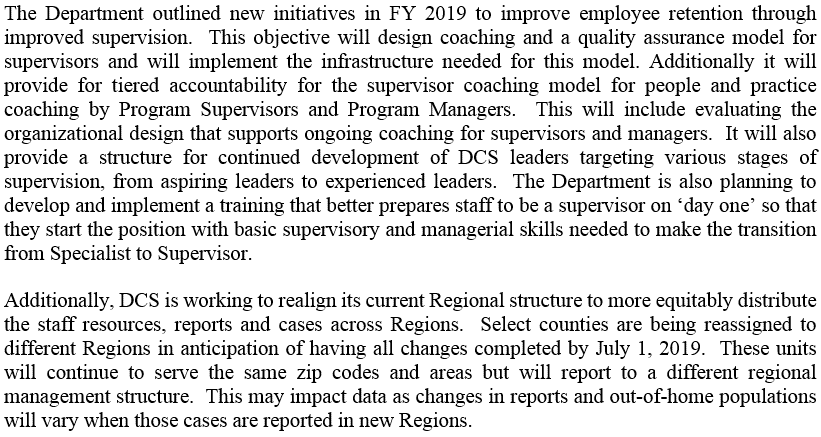 The Department outlined new initiatives in FY 2019 to improve employee retention through
improved supervision.  This objective will design coaching and a quality assurance model for
supervisors and will implement the infrastructure needed for this model. Additionally it will
provide for tiered accountability for the supervisor coaching model for people and practice
coaching by Program Supervisors and Program Managers.  This will include evaluating the
organizational design that supports ongoing coaching for supervisors and managers.  It will also
provide a structure for continued development of DCS leaders targeting various stages of
supervision, from aspiring leaders to experienced leaders.  The Department is also planning to
develop and implement a training that better prepares staff to be a supervisor on ‘day one’ so that
they start the position with basic supervisory and managerial skills needed to make the transition
from Specialist to Supervisor.

Additionally, DCS is working to realign its current Regional structure to more equitably distribute
the staff resources, reports and cases across Regions.  Select counties are being reassigned to
different Regions in anticipation of having all changes completed by July 1, 2019.  These units
will continue to serve the same zip codes and areas but will report to a different regional
management structure.  This may impact data as changes in reports and out-of-home populations
will vary when those cases are reported in new Regions.